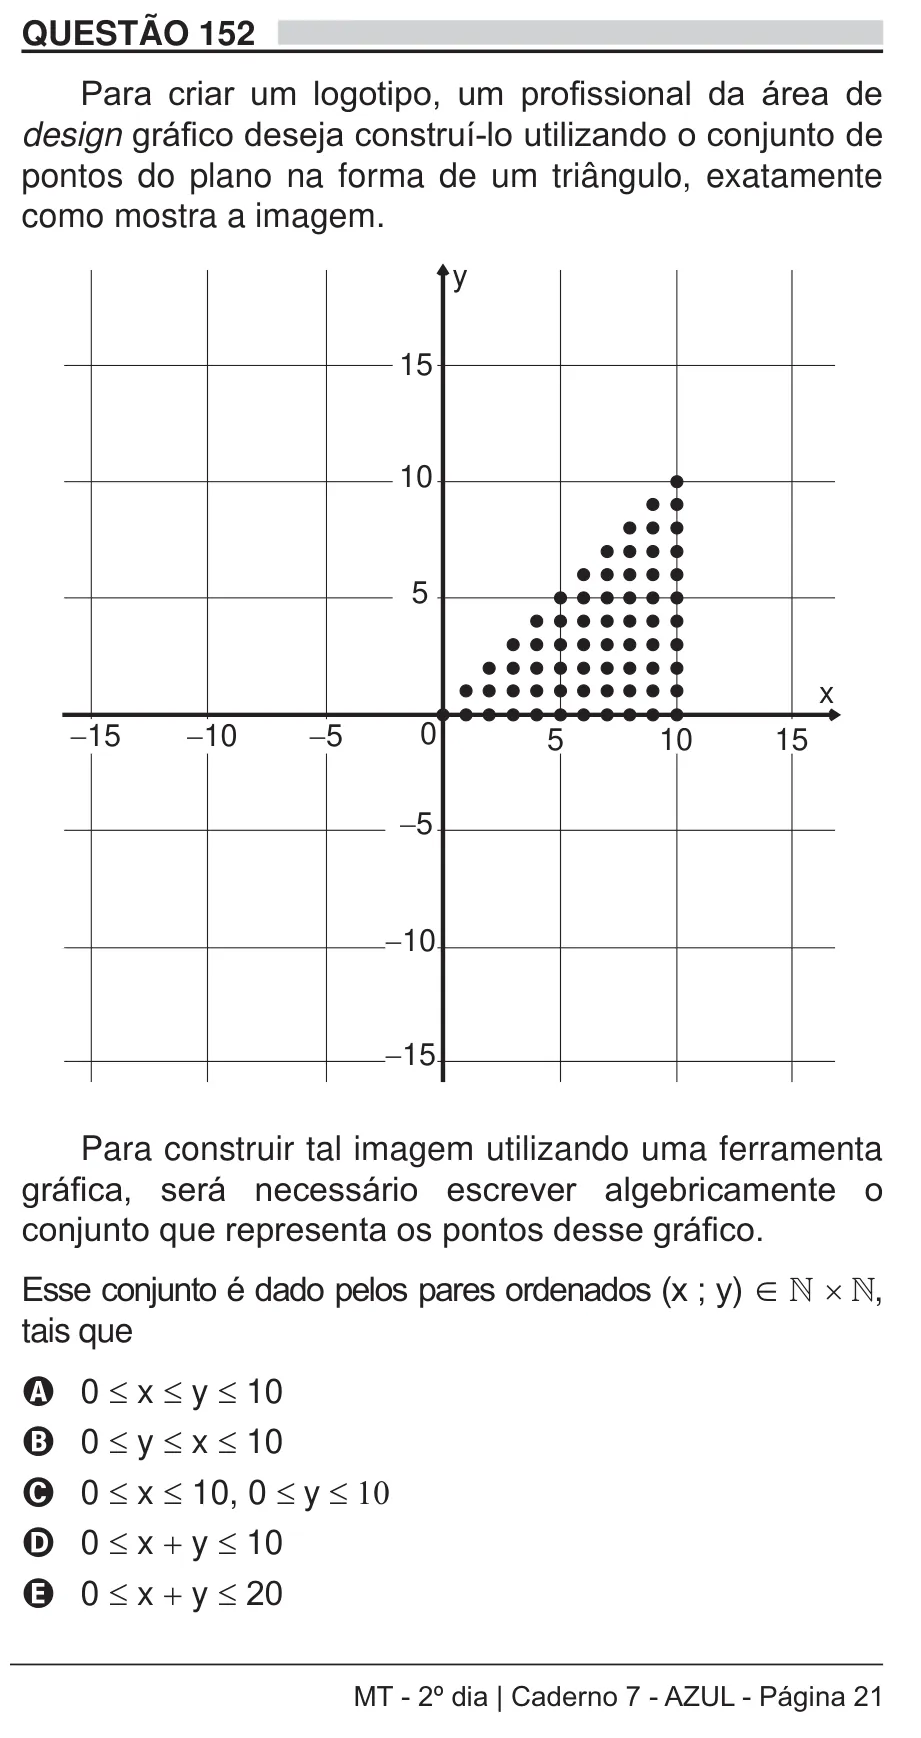 QUESTÃO 152
Para criar um logotipo, um profissional da área de
design gráfico deseja construí-lo utilizando o conjunto de
pontos do plano na forma de um triângulo, exatamente
como mostra a imagem.
y
15
10
5
x
−15 −10 −5 0 5 10 15
−5
−10
−15
Para construir tal imagem utilizando uma ferramenta
gráfica, será necessário escrever algebricamente o
conjunto que representa os pontos desse gráfico.
Esse conjunto é dado pelos pares ordenados (x ; y) ∈ ℕ × ℕ,
tais que
A 0 ≤ x ≤ y ≤ 10
B 0 ≤ y ≤ x ≤ 10
C 0 ≤ x ≤ 10, 0 ≤ y ≤ 10
D 0 ≤ x + y ≤ 10
E 0 ≤ x + y ≤ 20
MT - 2º dia | Caderno 7 - AZUL - Página 21